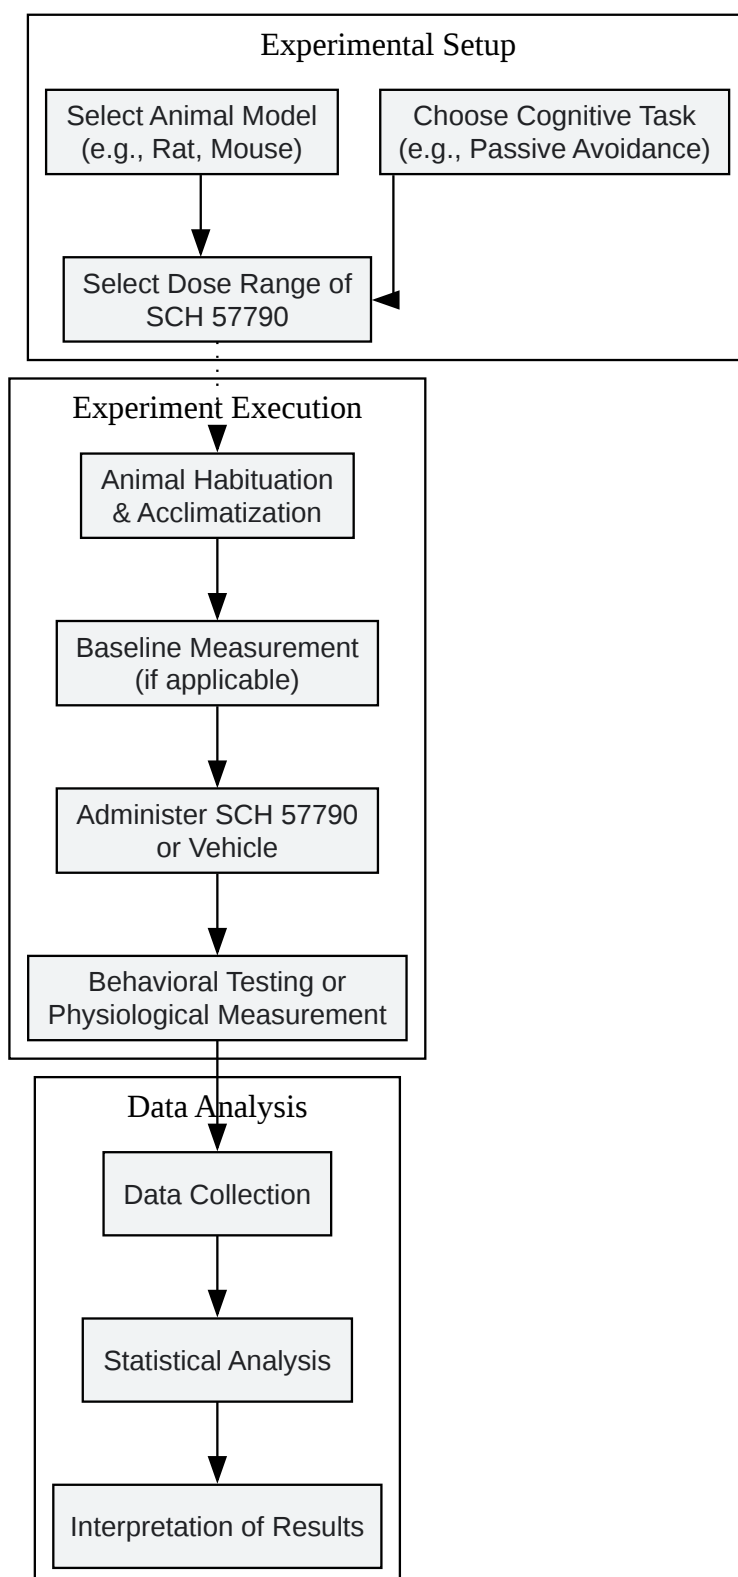 Experimental Setup
Select Animal Model
(e.g., Rat, Mouse)
Choose Cognitive Task
(e.g., Passive Avoidance)
Select Dose Range of
SCH 57790
Experiment Execution
Animal Habituation
& Acclimatization
Baseline Measurement
(if applicable)
Administer SCH 57790
or Vehicle
Behavioral Testing or
Physiological Measurement
Data Analysis
Data Collection
Statistical Analysis
Interpretation of Results